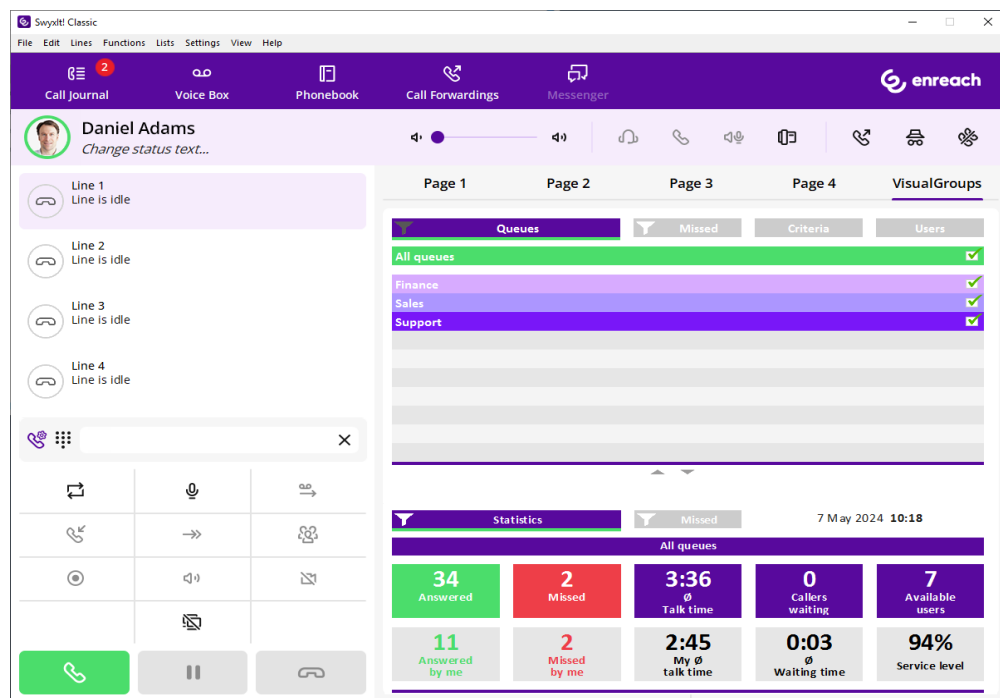 SwyxIt! Classic
File Edit Lines Functions Lists Settings View Help
2
Call Journal Voice Box Phonebook Call Forwardings Messenger
enreach
Daniel Adams
Change status text...
Line 1
Line is idle
Line 2
Line is idle
Line 3
Line is idle
Line 4
Line is idle
Page 1 Page 2 Page 3 Page 4 VisualGroups
Queues Missed Criteria Users
All queues
Finance
Sales
Support
Statistics Missed 7 May 2024 10:18
All queues
34 2 3:36 0 7
Answered Missed Ø Callers Available
Talk time waiting users
11 2 2:45 0:03 94%
Answered Missed My Ø Ø Service level
by me by me talk time Waiting time